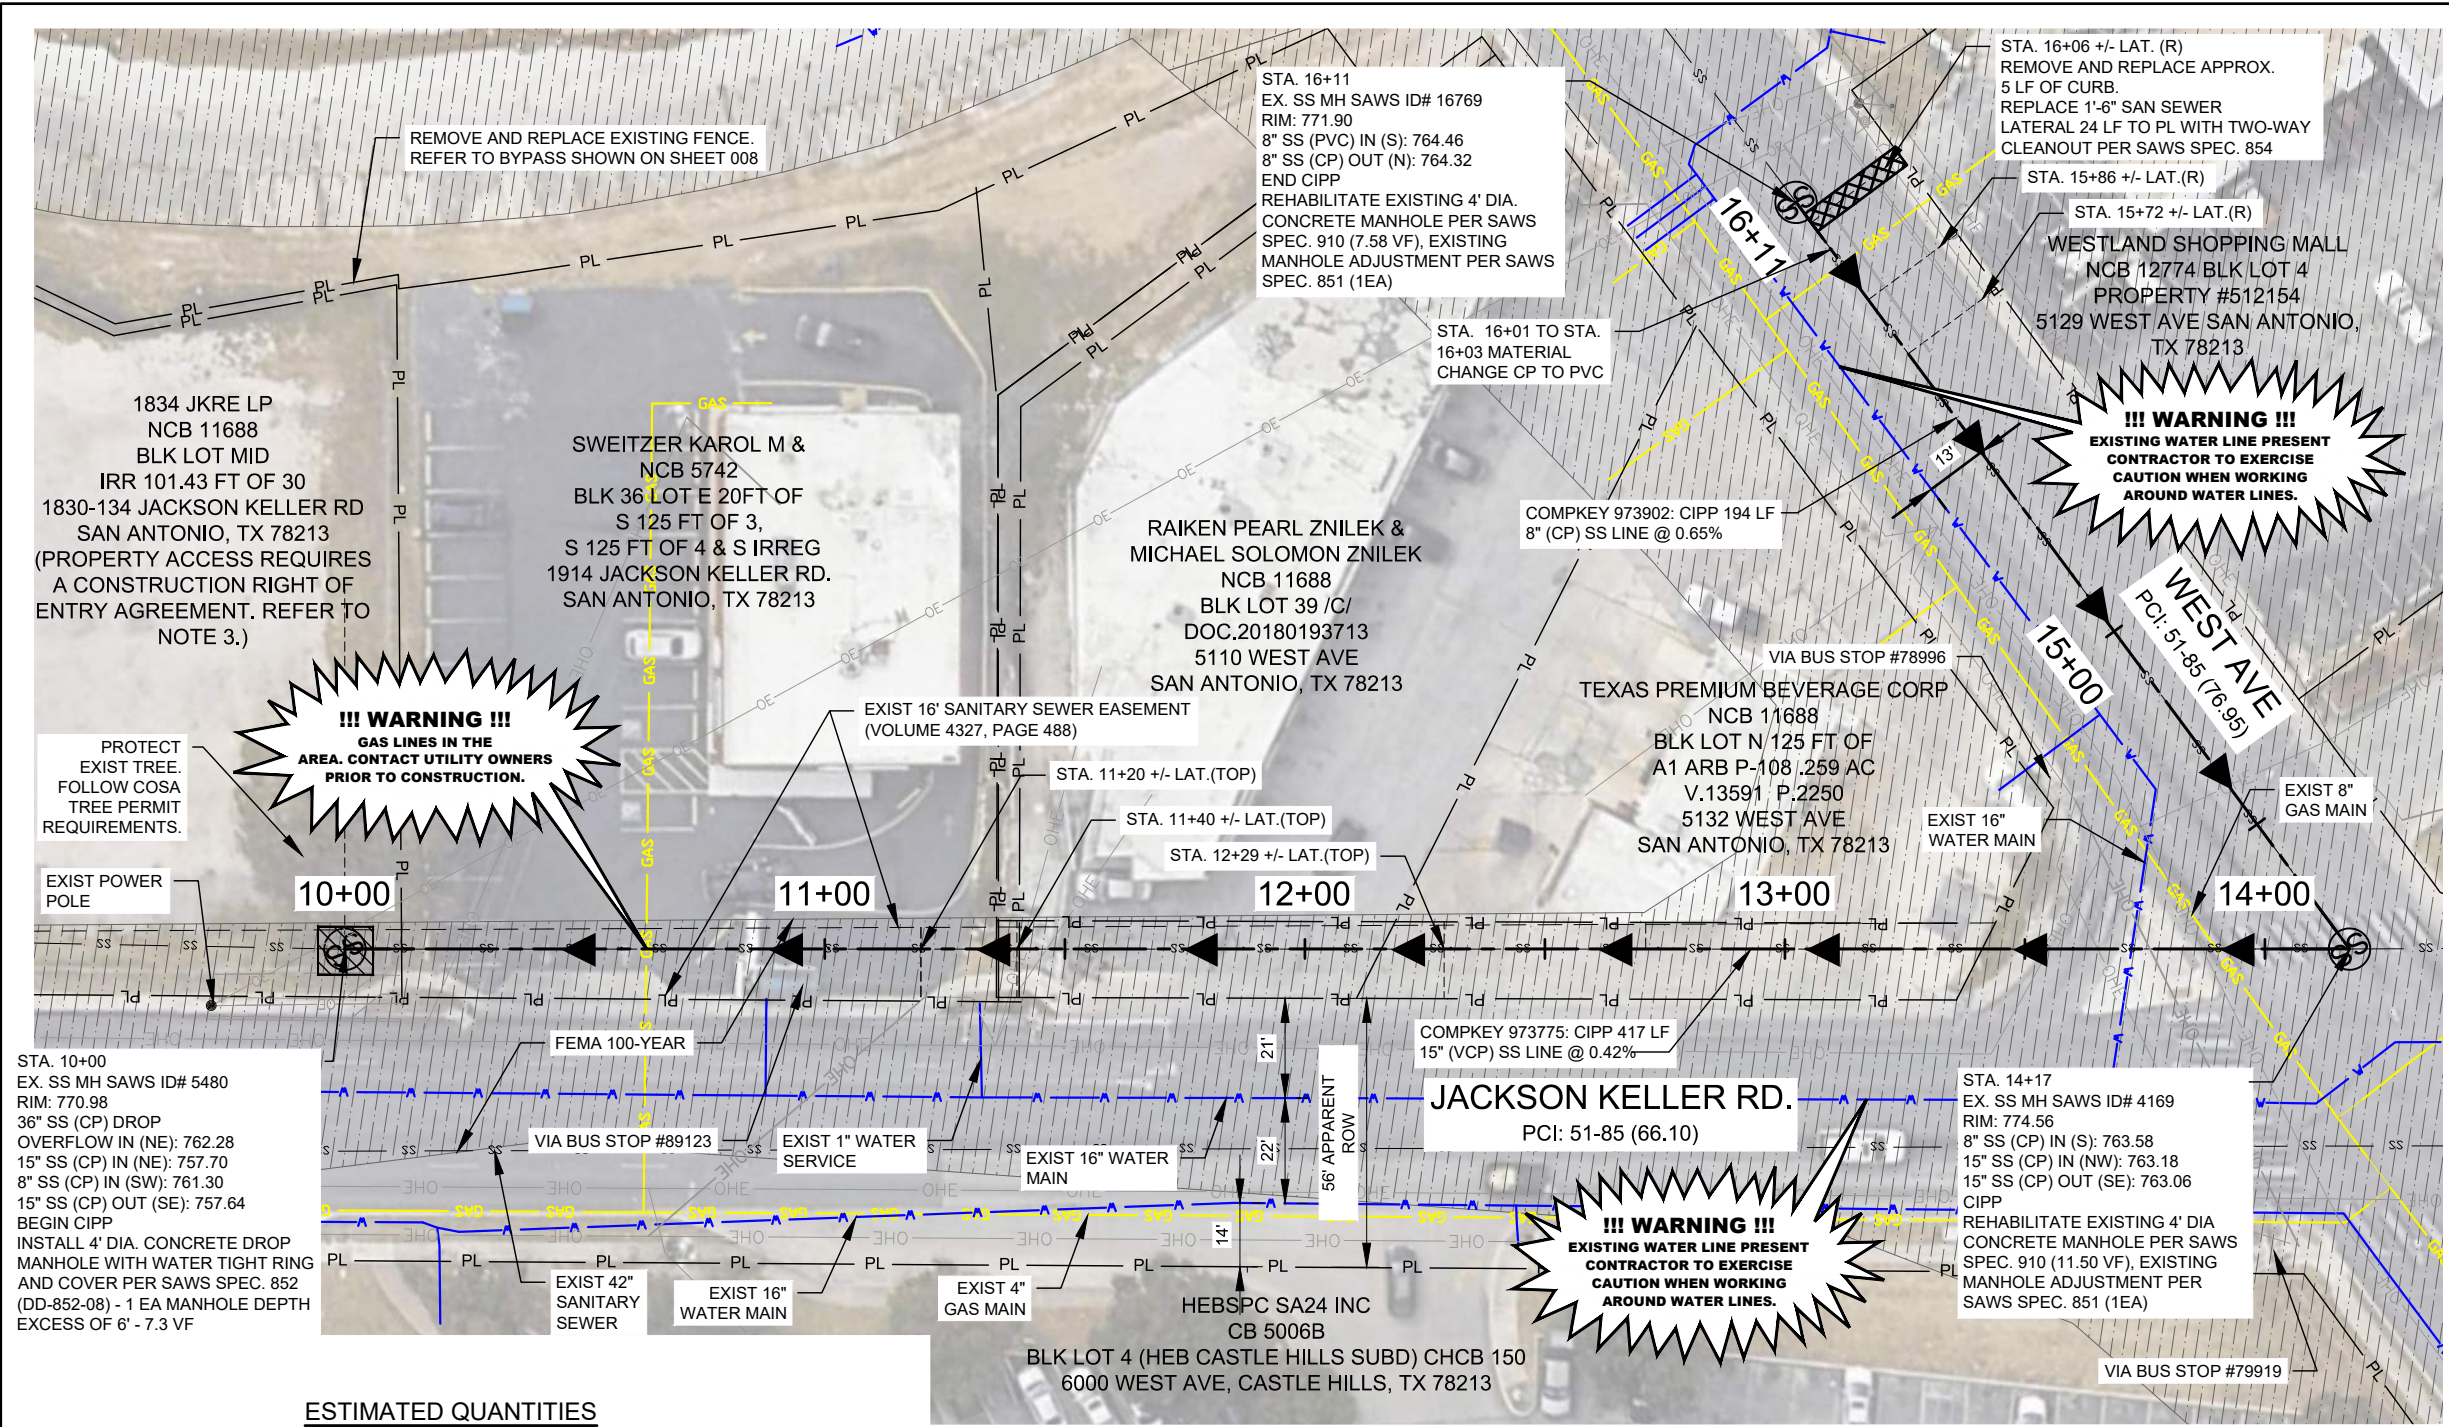 REMOVE AND REPLACE EXISTING FENCE.
REFER TO BYPASS SHOWN ON SHEET 008
STA. 16+11
EX. SS MH SAWS ID# 16769
RIM: 771.90
8" SS (PVC) IN (S): 764.46
8" SS (CP) OUT (N): 764.32
END CIPP
REHABILITATE EXISTING 4' DIA.
CONCRETE MANHOLE PER SAWS
SPEC. 910 (7.58 VF), EXISTING
MANHOLE ADJUSTMENT PER SAWS
SPEC. 851 (1EA)
STA. 16+06 +/- LAT. (R)
REMOVE AND REPLACE APPROX.
5 LF OF CURB.
REPLACE 1'-6" SAN SEWER
LATERAL 24 LF TO PL WITH TWO-WAY
CLEANOUT PER SAWS SPEC. 854
STA. 15+86 +/- LAT.(R)
STA. 15+72 +/- LAT.(R)
WESTLAND SHOPPING MALL
NCB 12774 BLK LOT 4
PROPERTY #512154
5129 WEST AVE SAN ANTONIO,
TX 78213
16+11
STA. 16+01 TO STA.
16+03 MATERIAL
CHANGE CP TO PVC
!!! WARNING !!!
EXISTING WATER LINE PRESENT
CONTRACTOR TO EXERCISE
CAUTION WHEN WORKING
AROUND WATER LINES.
13'
COMPKEY 973902: CIPP 194 LF
8" (CP) SS LINE @ 0.65%
1834 JKRE LP
NCB 11688
BLK LOT MID
IRR 101.43 FT OF 30
1830-134 JACKSON KELLER RD
SAN ANTONIO, TX 78213
(PROPERTY ACCESS REQUIRES
A CONSTRUCTION RIGHT OF
ENTRY AGREEMENT. REFER TO
NOTE 3.)
SWEITZER KAROL M &
NCB 5742
BLK 36 LOT E 20FT OF
S 125 FT OF 3,
S 125 FT OF 4 & S IRREG
1914 JACKSON KELLER RD.
SAN ANTONIO, TX 78213
RAIKEN PEARL ZNILEK &
MICHAEL SOLOMON ZNILEK
NCB 11688
BLK LOT 39 /C/
DOC.20180193713
5110 WEST AVE
SAN ANTONIO, TX 78213
VIA BUS STOP #78996
TEXAS PREMIUM BEVERAGE CORP
NCB 11688
BLK LOT N 125 FT OF
A1 ARB P-108 .259 AC
V.13591  P.2250
5132 WEST AVE
SAN ANTONIO, TX 78213
15+00
WEST AVE
PCI: 51-85 (76.95)
EXIST 8"
GAS MAIN
EXIST 16"
WATER MAIN
!!! WARNING !!!
GAS LINES IN THE
AREA. CONTACT UTILITY OWNERS
PRIOR TO CONSTRUCTION.
PROTECT
EXIST TREE.
FOLLOW COSA
TREE PERMIT
REQUIREMENTS.
EXIST POWER
POLE
EXIST 16' SANITARY SEWER EASEMENT
(VOLUME 4327, PAGE 488)
STA. 11+20 +/- LAT.(TOP)
STA. 11+40 +/- LAT.(TOP)
STA. 12+29 +/- LAT.(TOP)
10+00
11+00
12+00
13+00
14+00
FEMA 100-YEAR
VIA BUS STOP #89123
EXIST 1" WATER
SERVICE
EXIST 16" WATER
MAIN
21'
22'
14'
56' APPARENT
ROW
COMPKEY 973775: CIPP 417 LF
15" (VCP) SS LINE @ 0.42%
JACKSON KELLER RD.
PCI: 51-85 (66.10)
STA. 14+17
EX. SS MH SAWS ID# 4169
RIM: 774.56
8" SS (CP) IN (S): 763.58
15" SS (CP) IN (NW): 763.18
15" SS (CP) OUT (SE): 763.06
CIPP
REHABILITATE EXISTING 4' DIA
CONCRETE MANHOLE PER SAWS
SPEC. 910 (11.50 VF), EXISTING
MANHOLE ADJUSTMENT PER
SAWS SPEC. 851 (1EA)
STA. 10+00
EX. SS MH SAWS ID# 5480
RIM: 770.98
36" SS (CP) DROP
OVERFLOW IN (NE): 762.28
15" SS (CP) IN (NE): 757.70
8" SS (CP) IN (SW): 761.30
15" SS (CP) OUT (SE): 757.64
BEGIN CIPP
INSTALL 4' DIA. CONCRETE DROP
MANHOLE WITH WATER TIGHT RING
AND COVER PER SAWS SPEC. 852
(DD-852-08) - 1 EA MANHOLE DEPTH
EXCESS OF 6' - 7.3 VF
EXIST 42"
SANITARY
SEWER
EXIST 16"
WATER MAIN
EXIST 4"
GAS MAIN
!!! WARNING !!!
EXISTING WATER LINE PRESENT
CONTRACTOR TO EXERCISE
CAUTION WHEN WORKING
AROUND WATER LINES.
HEBSPC SA24 INC
CB 5006B
BLK LOT 4 (HEB CASTLE HILLS SUBD) CHCB 150
6000 WEST AVE, CASTLE HILLS, TX 78213
VIA BUS STOP #79919
ESTIMATED QUANTITIES